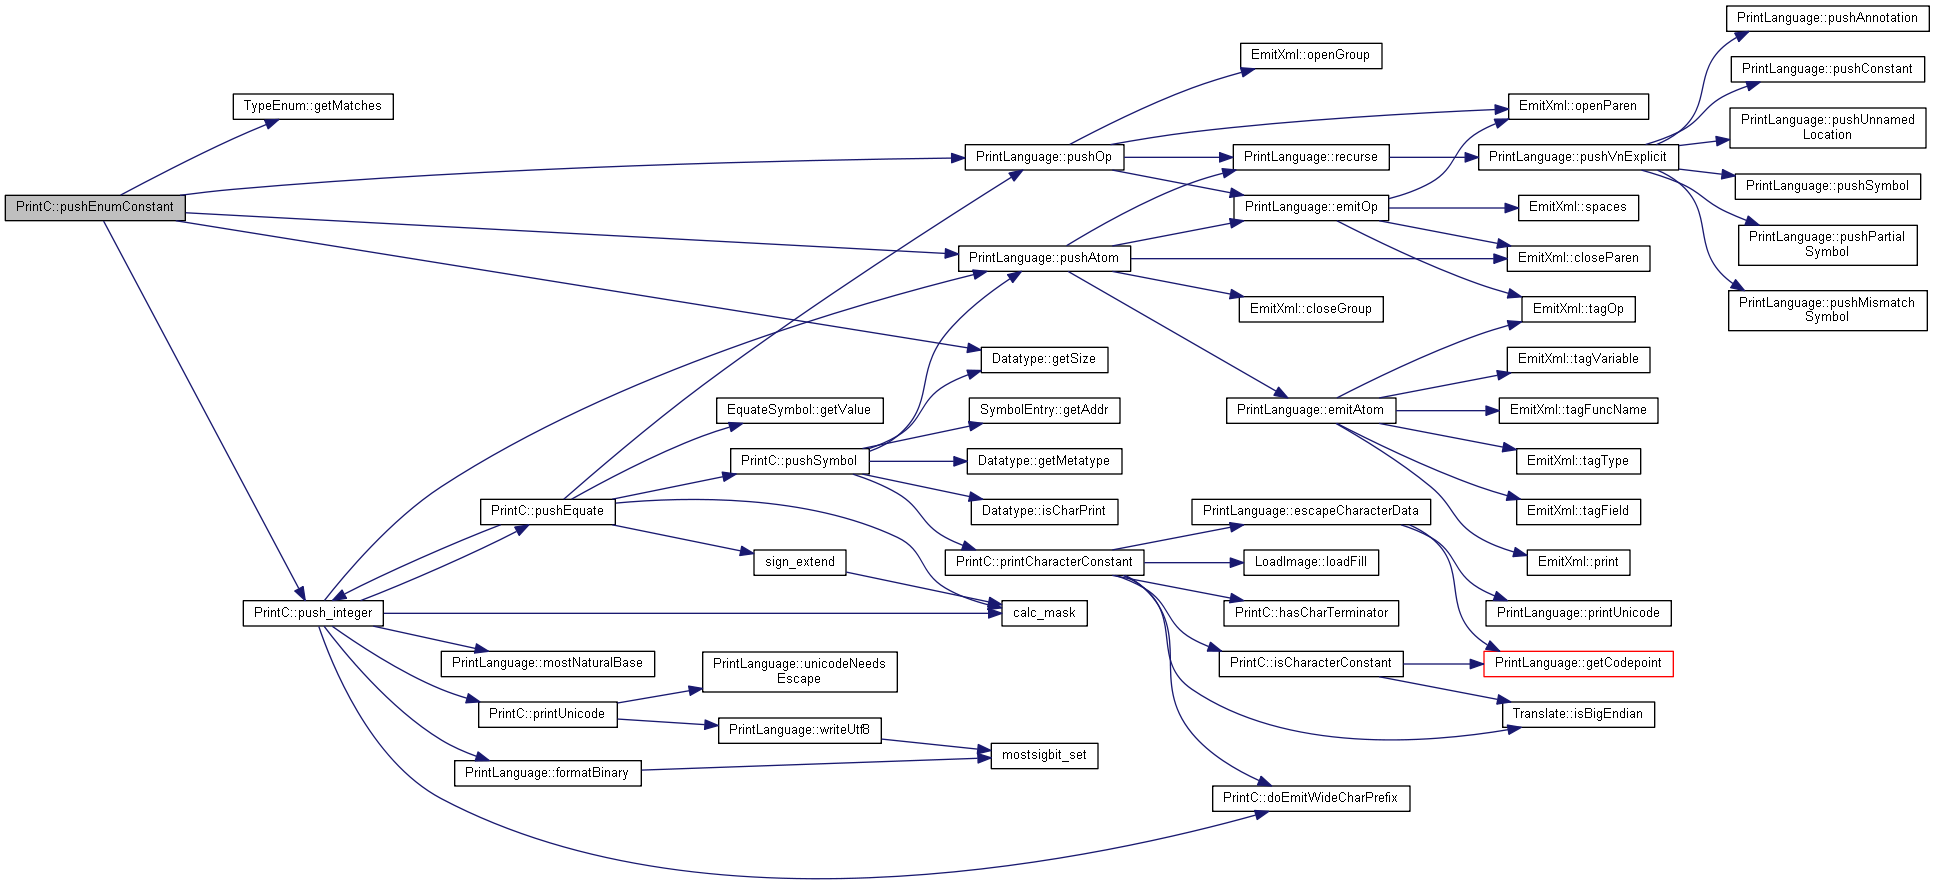 PrintLanguage::pushAnnotation
EmitXml::openGroup
PrintLanguage::pushConstant
TypeEnum::getMatches
EmitXml::openParen
PrintLanguage::pushUnnamed
Location
PrintLanguage::pushOp
PrintLanguage::recurse
PrintLanguage::pushVnExplicit
PrintLanguage::pushSymbol
PrintC::pushEnumConstant
PrintLanguage::emitOp
EmitXml::spaces
PrintLanguage::pushPartial
Symbol
PrintLanguage::pushAtom
EmitXml::closeParen
EmitXml::closeGroup
EmitXml::tagOp
PrintLanguage::pushMismatch
Symbol
Datatype::getSize
EmitXml::tagVariable
EquateSymbol::getValue
SymbolEntry::getAddr
PrintLanguage::emitAtom
EmitXml::tagFuncName
PrintC::pushSymbol
Datatype::getMetatype
EmitXml::tagType
PrintC::pushEquate
Datatype::isCharPrint
PrintLanguage::escapeCharacterData
EmitXml::tagField
sign_extend
PrintC::printCharacterConstant
LoadImage::loadFill
EmitXml::print
PrintC::push_integer
calc_mask
PrintC::hasCharTerminator
PrintLanguage::printUnicode
PrintLanguage::mostNaturalBase
PrintLanguage::unicodeNeeds
Escape
PrintC::isCharacterConstant
PrintLanguage::getCodepoint
PrintC::printUnicode
PrintLanguage::writeUtf8
Translate::isBigEndian
PrintLanguage::formatBinary
mostsigbit_set
PrintC::doEmitWideCharPrefix